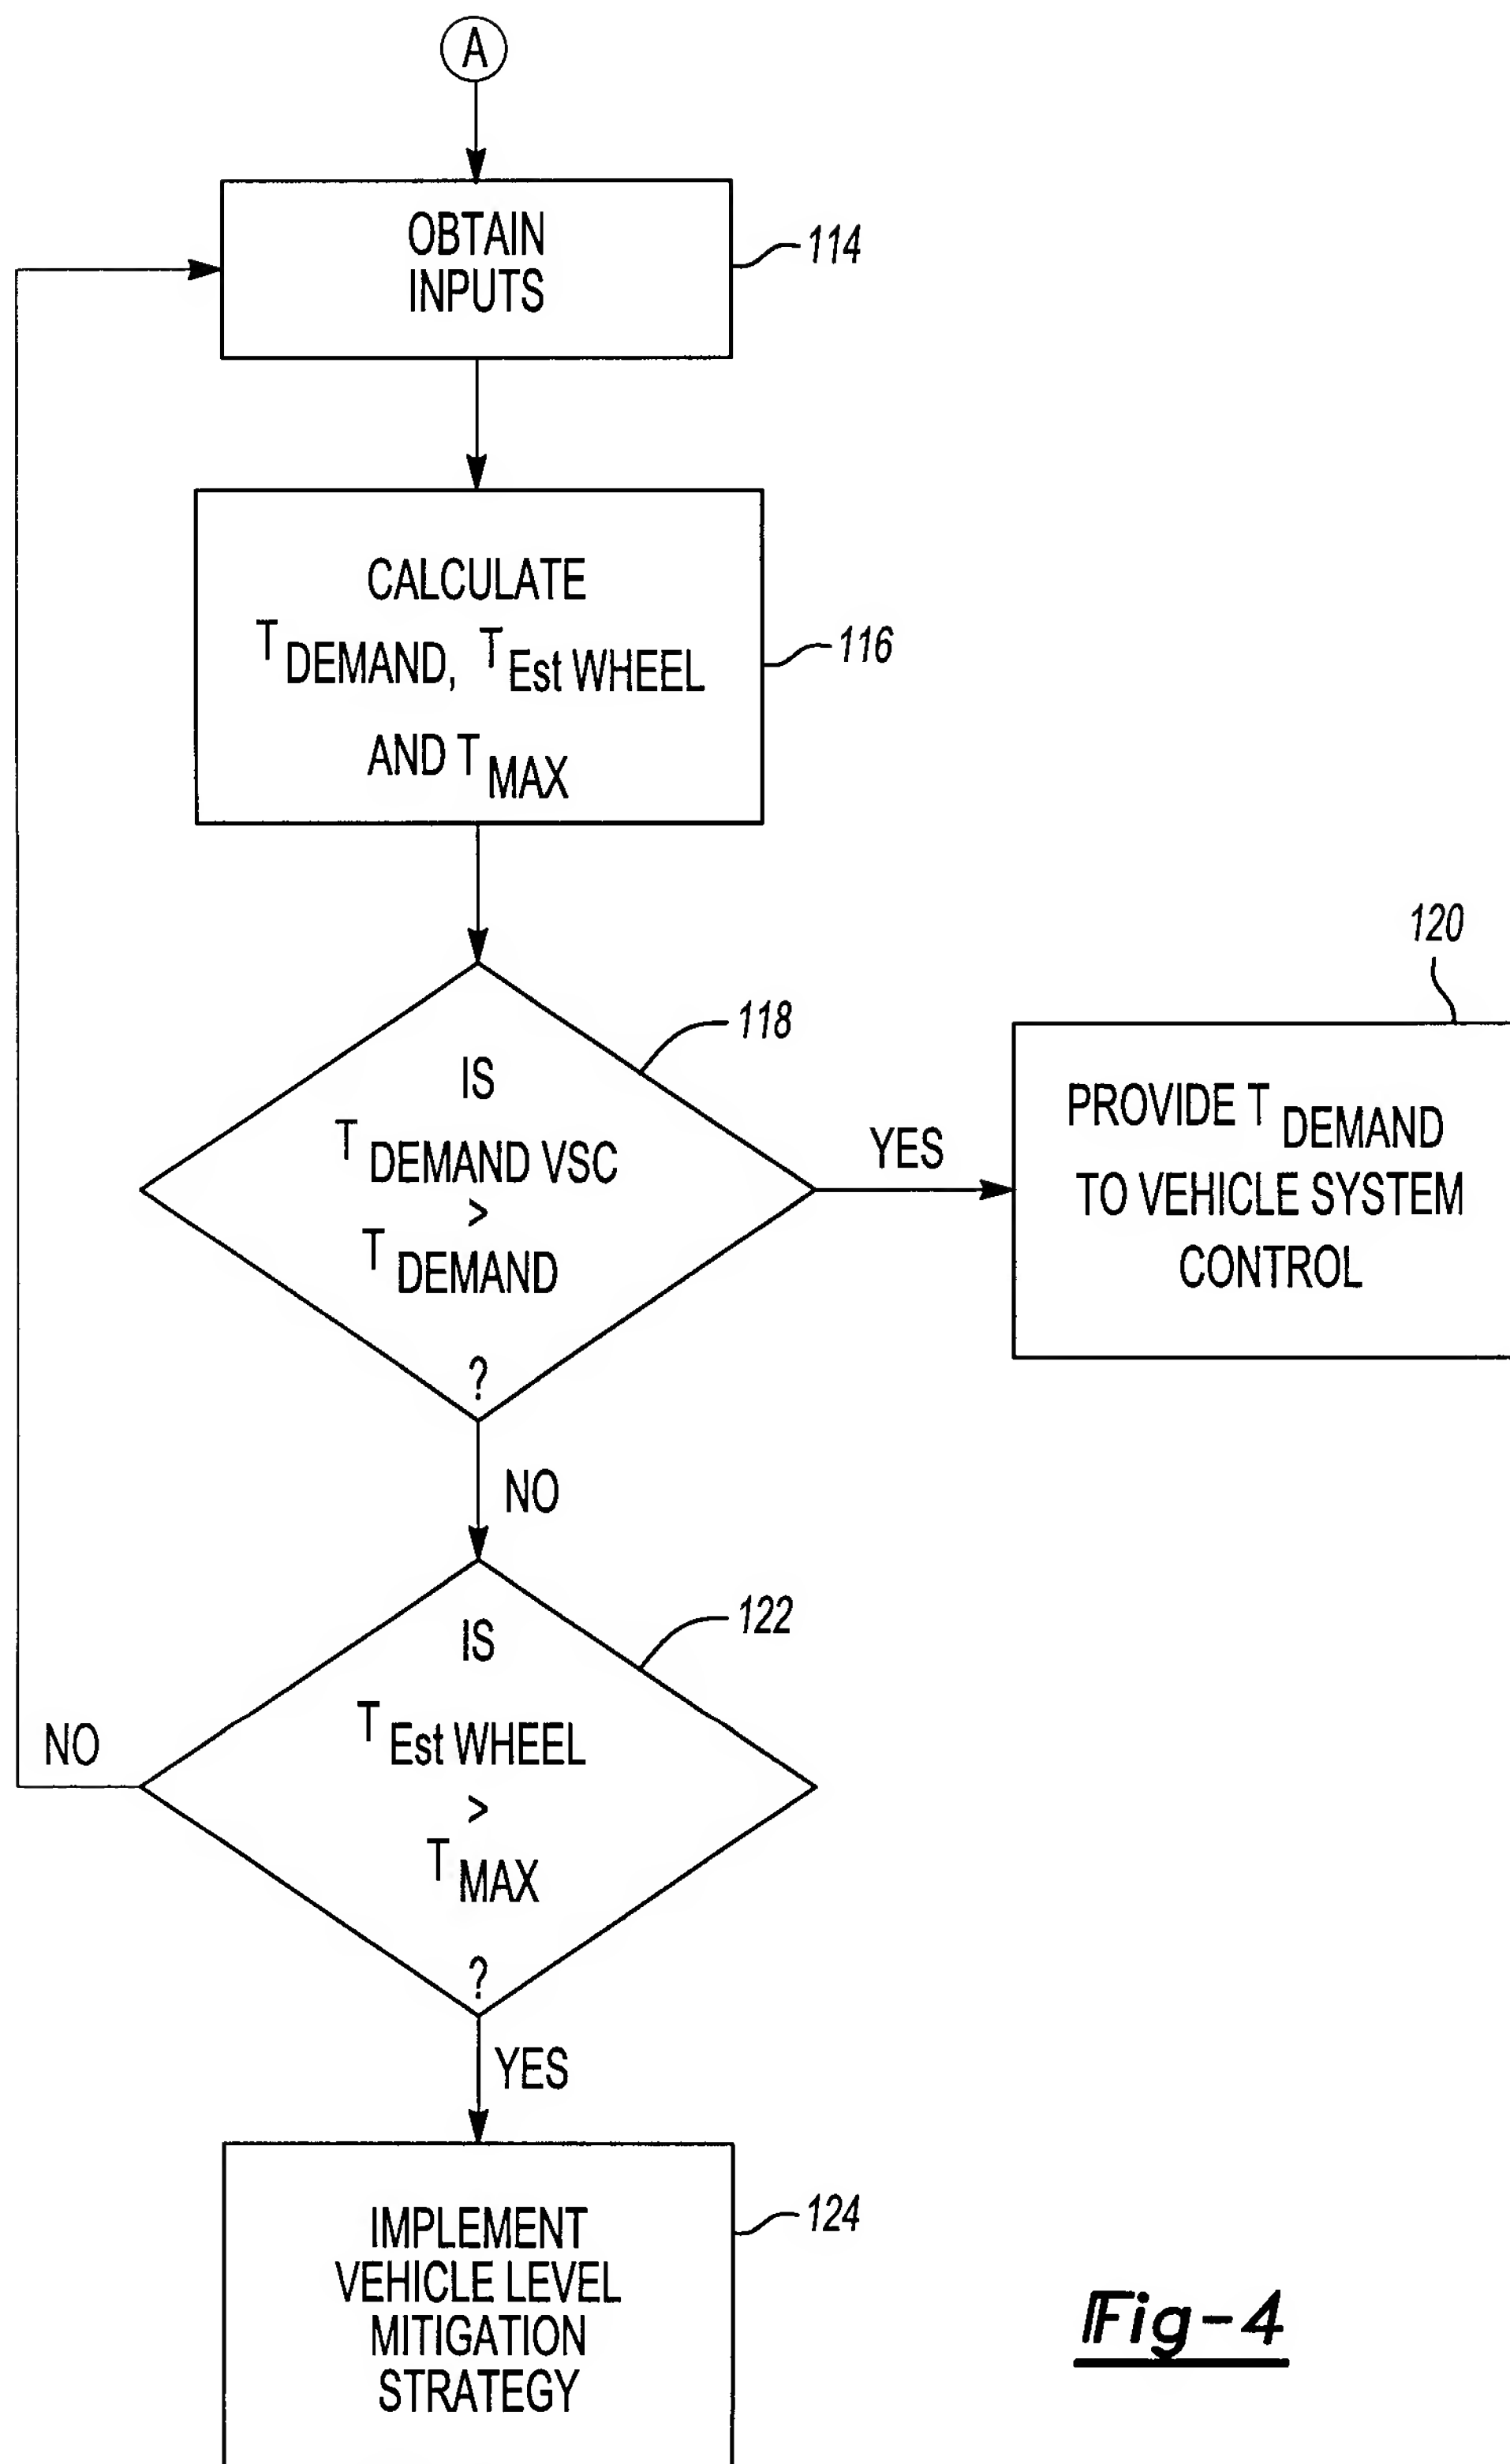 A
OBTAIN
INPUTS
114
CALCULATE
T DEMAND, T Est WHEEL
AND T MAX
116
118
IS
T DEMAND VSC
>
T DEMAND
?
YES
120
PROVIDE T DEMAND
TO VEHICLE SYSTEM
CONTROL
NO
122
IS
T Est WHEEL
>
T MAX
?
NO
YES
IMPLEMENT
VEHICLE LEVEL
MITIGATION
STRATEGY
124
Fig-4